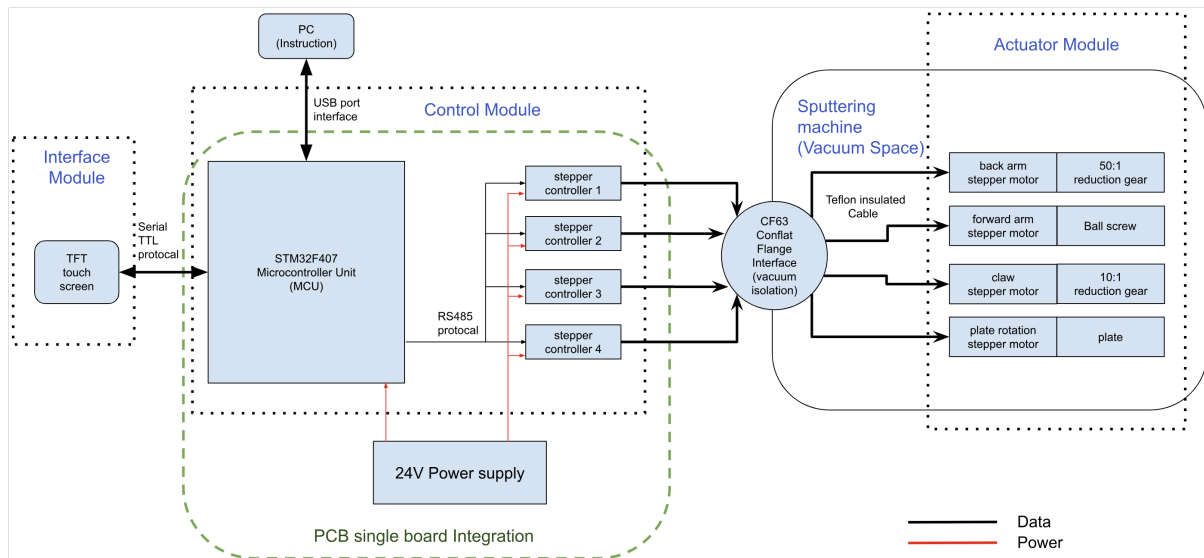 PC
(Instruction)
USB port
interface
Control Module
Interface
Module
TFT
touch
screen
Serial
TTL
protocal
STM32F407
Microcontroller Unit
(MCU)
RS485
protocal
stepper
controller 1
stepper
controller 2
stepper
controller 3
stepper
controller 4
24V Power supply
PCB single board Integration
CF63
Conflat
Flange
Interface
(vacuum
isolation)
Sputtering
machine
(Vacuum Space)
Teflon insulated
Cable
Actuator Module
back arm
stepper motor
50:1
reduction gear
forward arm
stepper motor
Ball screw
claw
stepper motor
10:1
reduction gear
plate rotation
stepper motor
plate
Data
Power